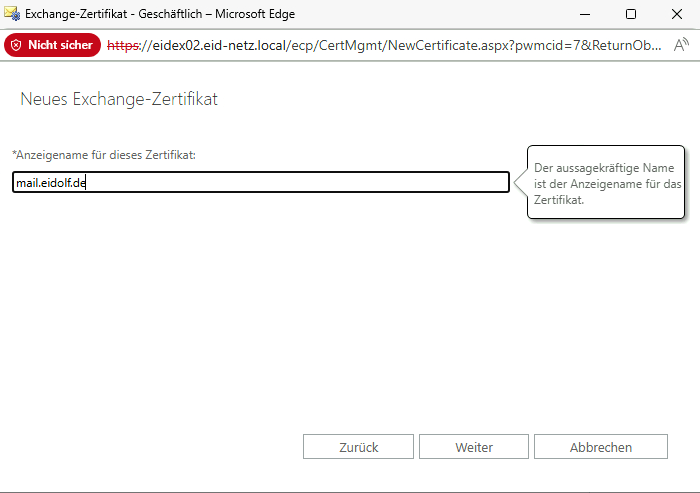 Exchange-Zertifikat - Geschäftlich – Microsoft Edge
Nicht sicher https://eidex02.eid-netz.local/ecp/CertMgmt/NewCertificate.aspx?pwmcid=7&ReturnOb... A
Neues Exchange-Zertifikat
*Anzeigename für dieses Zertifikat:
mail.eidolf.de
Der aussagekräftige Name
ist der Anzeigename für das
Zertifikat.
Zurück Weiter Abbrechen